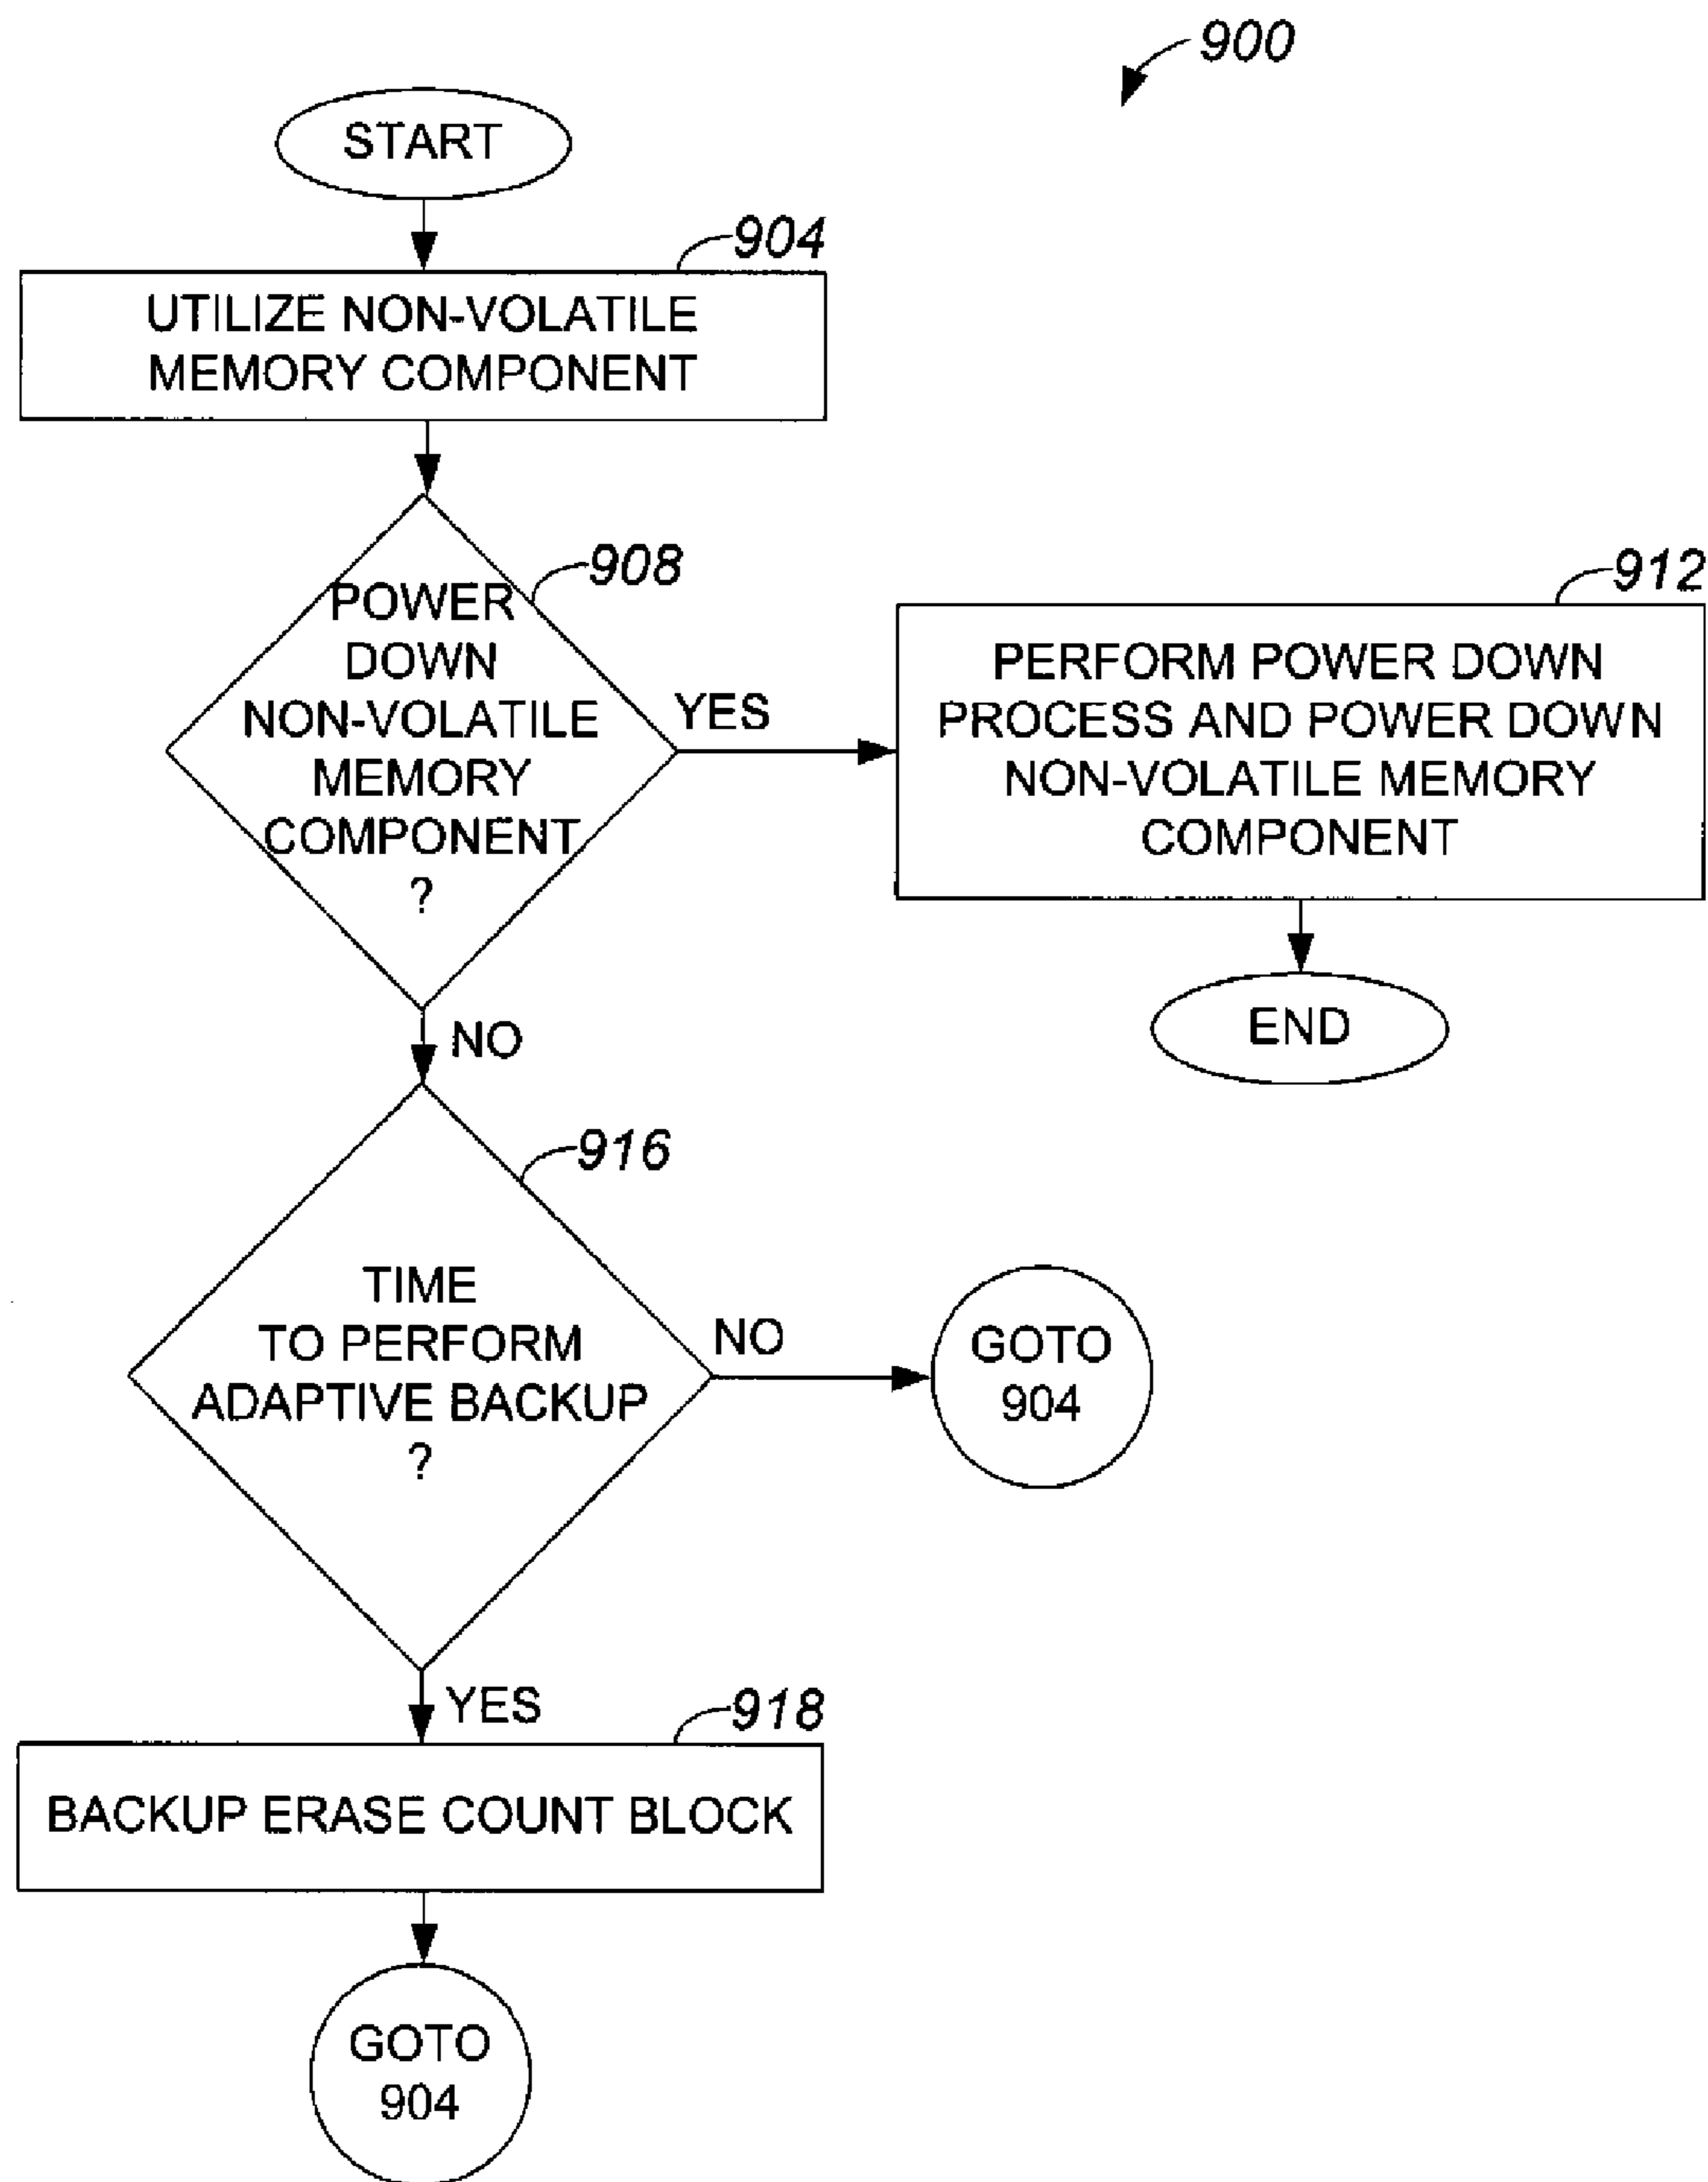 900
START
904
UTILIZE NON-VOLATILE
MEMORY COMPONENT
908
POWER
DOWN
NON-VOLATILE
MEMORY
COMPONENT
?
YES
912
PERFORM POWER DOWN
PROCESS AND POWER DOWN
NON-VOLATILE MEMORY
COMPONENT
END
NO
916
TIME
TO PERFORM
ADAPTIVE BACKUP
?
NO
GOTO
904
YES
918
BACKUP ERASE COUNT BLOCK
GOTO
904